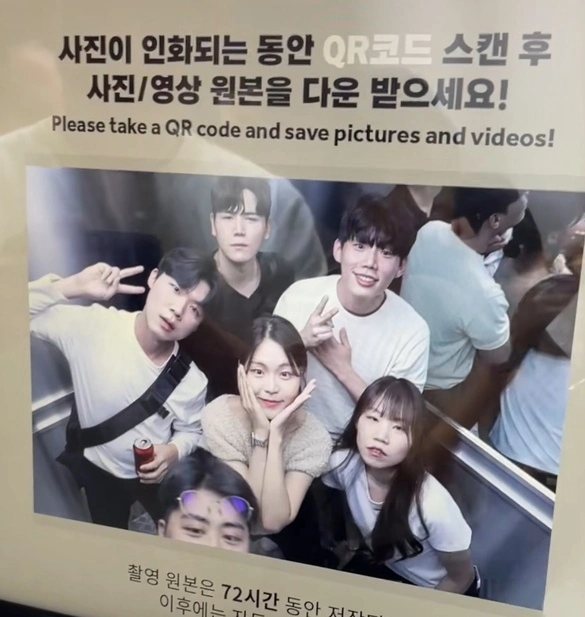 사진이 인화되는 동안 QR코드 스캔 후
사진/영상 원본을 다운 받으세요!
Please take a QR code and save pictures and videos!
촬영 원본은 72시간 동안
이후에는